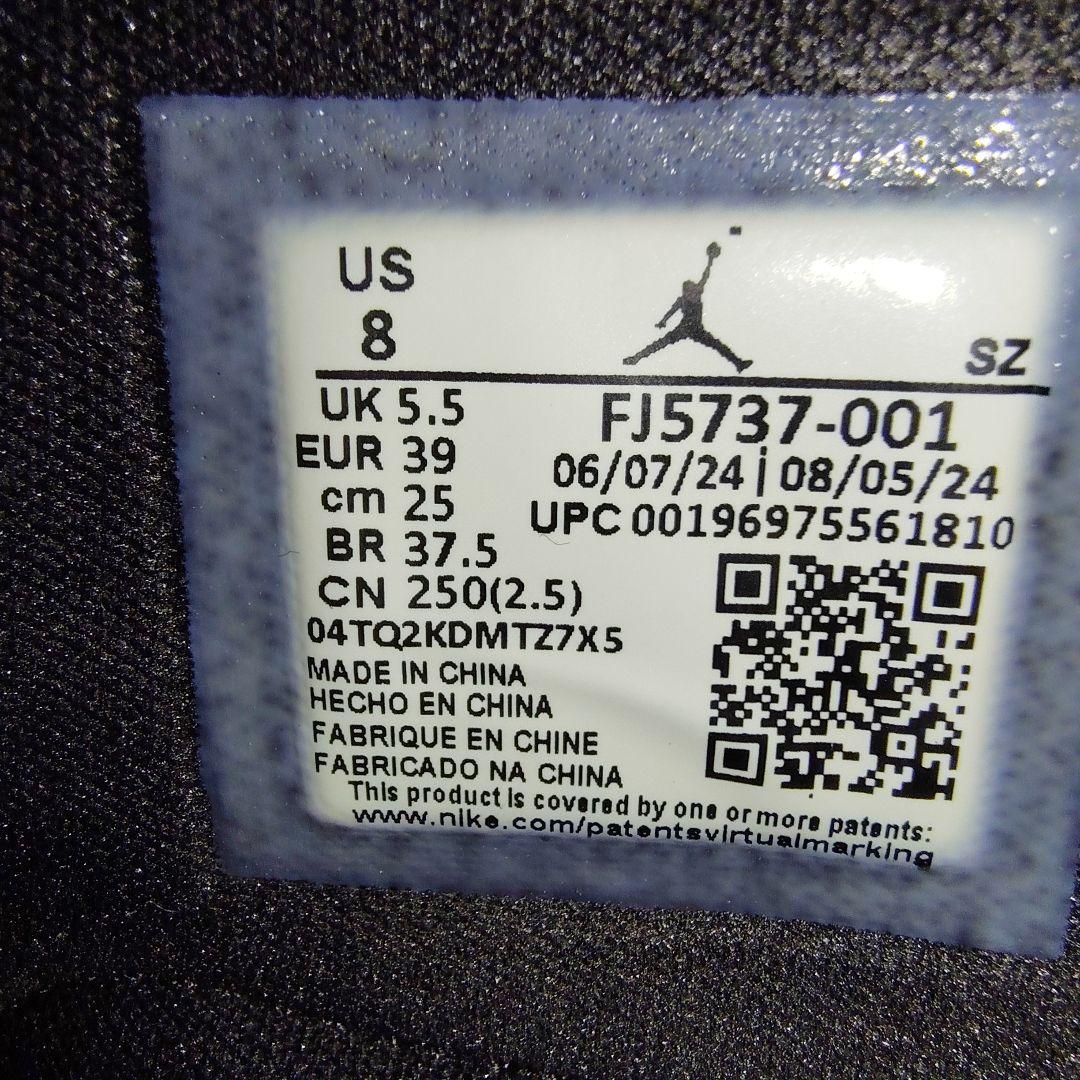 US
8
SZ
UK 5.5
EUR 39
cm 25
BR 37.5
CN 250(2.5)
FJ5737-001
06/07/24 | 08/05/24
UPC 00196975561810
04TQ2KDMTZ7X5
MADE IN CHINA
HECHO EN CHINA
FABRIQUE EN CHINE
FABRICADO NA CHINA
This product is covered by one or more patents:
www.nike.com/patentsvirtualmarking